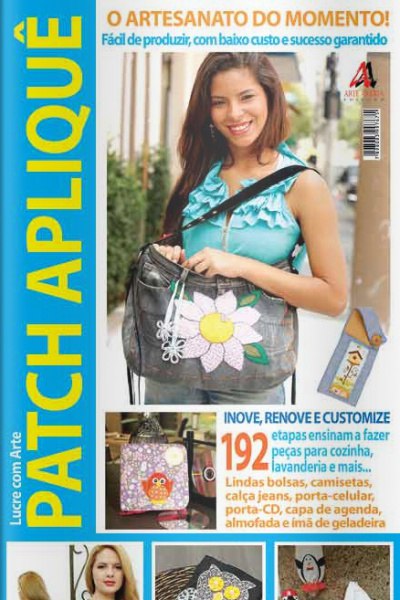 O ARTESANATO DO MOMENTO!
Fácil de produzir, com baixo custo e sucesso garantido
PATCH APLIQUÊ
Lucre com Arte
INOVE, RENOVE E CUSTOMIZE
192 etapas ensinam a fazer
peças para cozinha,
lavanderia e mais...
Lindas bolsas, camisetas,
calça jeans, porta-celular,
porta-CD, capa de agenda,
almofada e ímã de geladeira